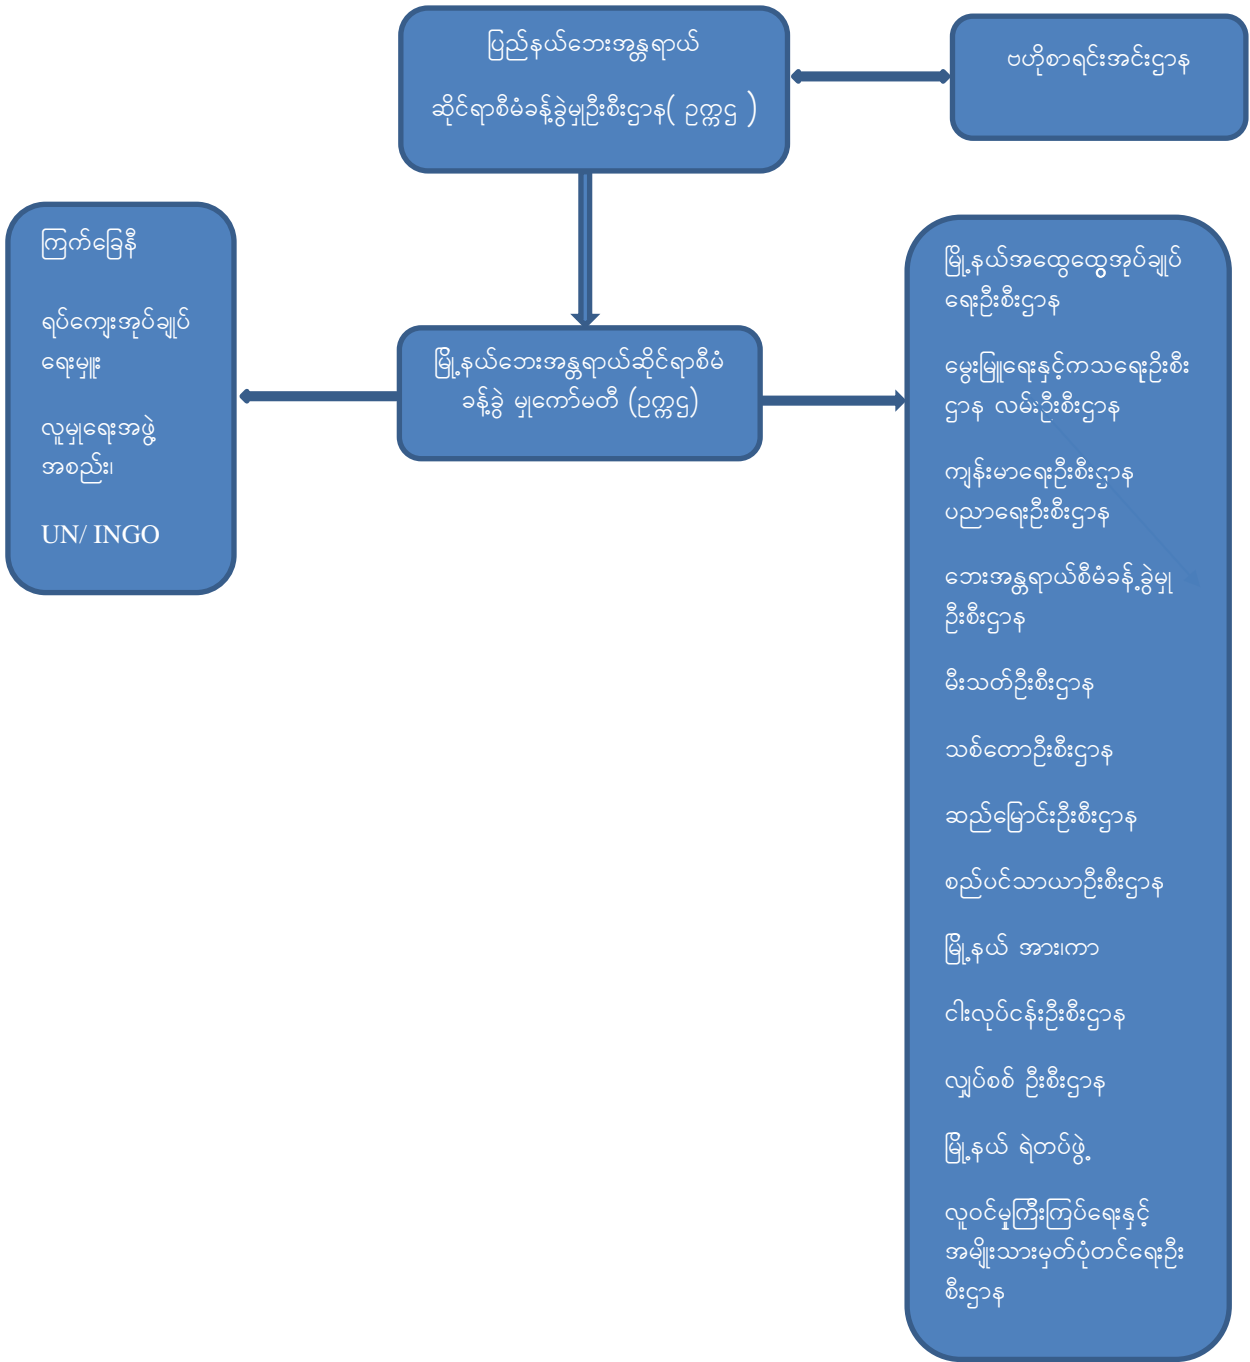 ပြည်နယ်ဘေးအန္တရာယ်
ဆိုင်ရာစီမံခန့်ခွဲမှုဦးစီးဌာန( ဥက္ကဌ )
ဗဟိုစာရင်းအင်းဌာန
ကြက်ခြေနီ
ရပ်ကျေးအုပ်ချုပ်
ရေးမှူး
လူမှုရေးအဖွဲ့
အစည်း၊
UN/ INGO
မြို့နယ်ဘေးအန္တရာယ်ဆိုင်ရာစီမံ
ခန့်ခွဲ မှုကော်မတီ (ဥက္ကဌ)
မြို့နယ်အထွေထွေအုပ်ချုပ်
ရေးဦးစီးဌာန
မွေးမြူရေးနှင့်ကသရေဦးစီး
ဌာန လမ်းဦးစီးဌာန
ကျန်းမာရေးဦးစီးဌာန
ပညာရေးဦးစီးဌာန
ဘေးအန္တရာယ်စီမံခန့်ခွဲမှု
ဦးစီးဌာန
မီးသတ်ဦးစီးဌာန
သစ်တောဦးစီးဌာန
ဆည်မြောင်းဦးစီးဌာန
စည်ပင်သာယာဦးစီးဌာန
မြို့နယ် အား၊ကာ
ငါးလုပ်ငန်းဦးစီးဌာန
လျှပ်စစ် ဦးစီးဌာန
မြို့နယ် ရဲတပ်ဖွဲ့
လူဝင်မှုကြီးကြပ်ရေးနှင့်
အမျိုးသားမှတ်ပုံတင်ရေးဦး
စီးဌာန